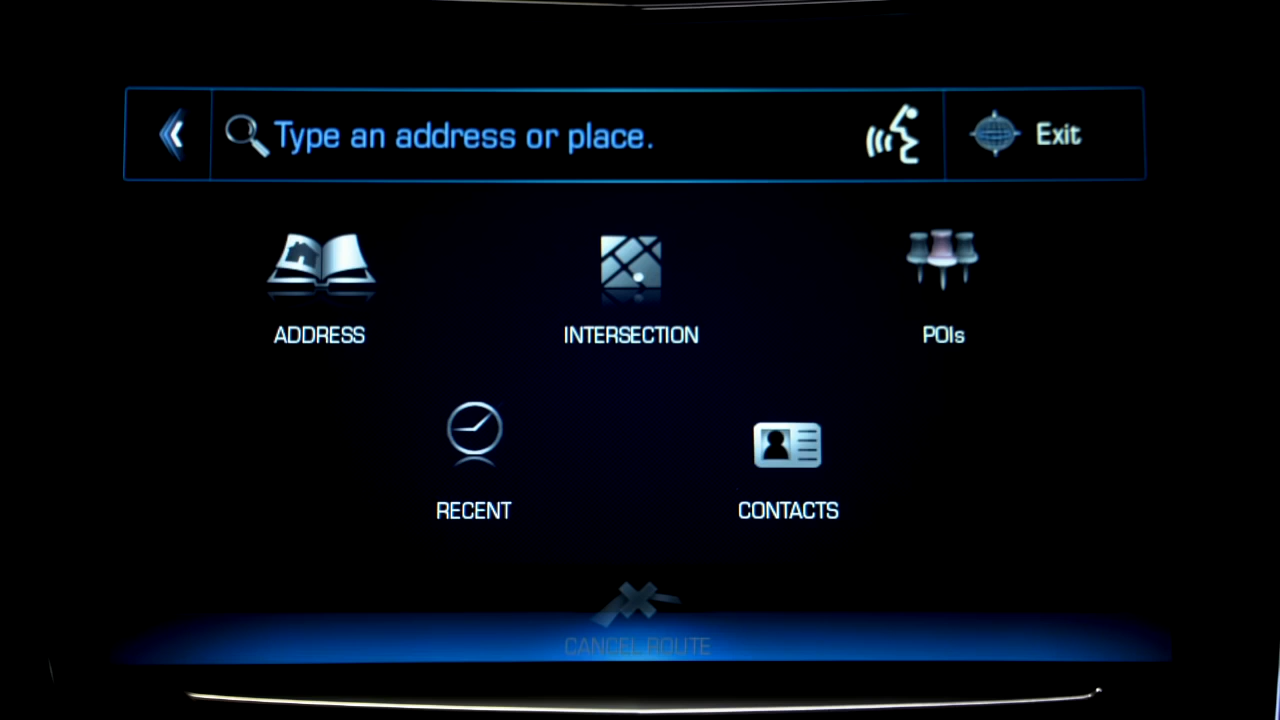 Type an address or place.
Exit
ADDRESS
INTERSECTION
POIs
RECENT
CONTACTS
CANCEL ROUTE